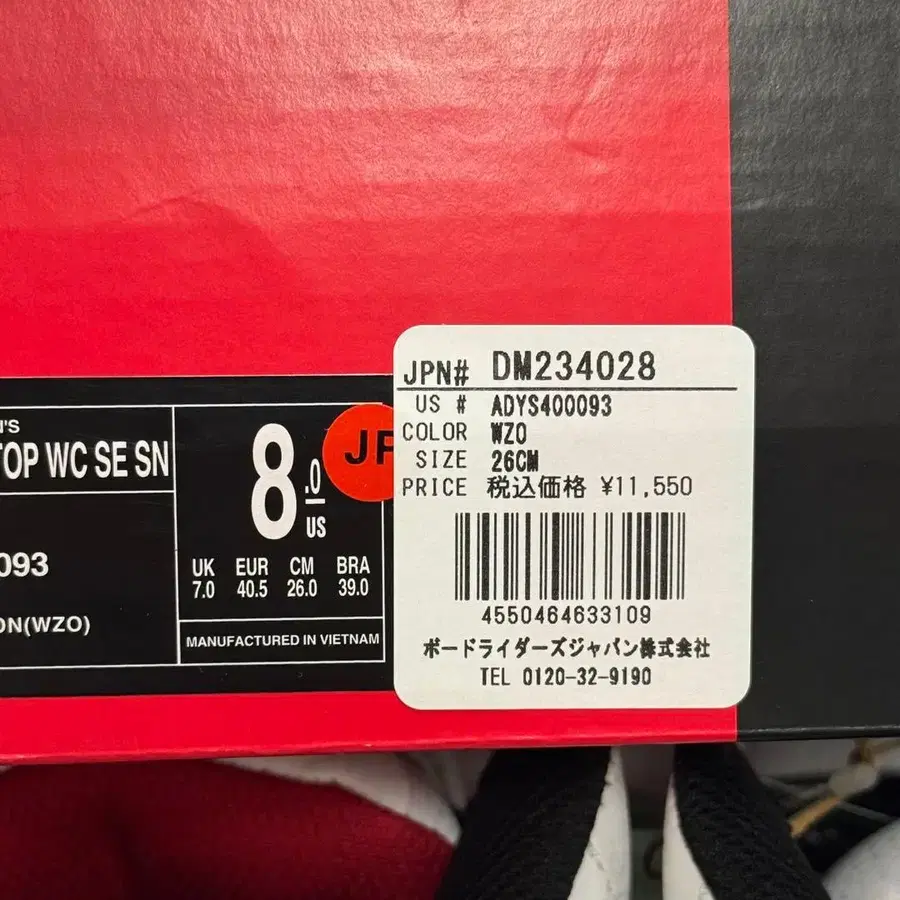 N'S
TOP WC SE SN
093
ON(WZO)
8.0
US
UK EUR CM BRA
7.0 40.5 26.0 39.0
MANUFACTURED IN VIETNAM
JP
JPN# DM234028
US # ADYS400093
COLOR WZO
SIZE 26CM
PRICE 税込価格 ¥11,550
4550464633109
ボードライダーズジャパン株式会社
TEL 0120-32-9190